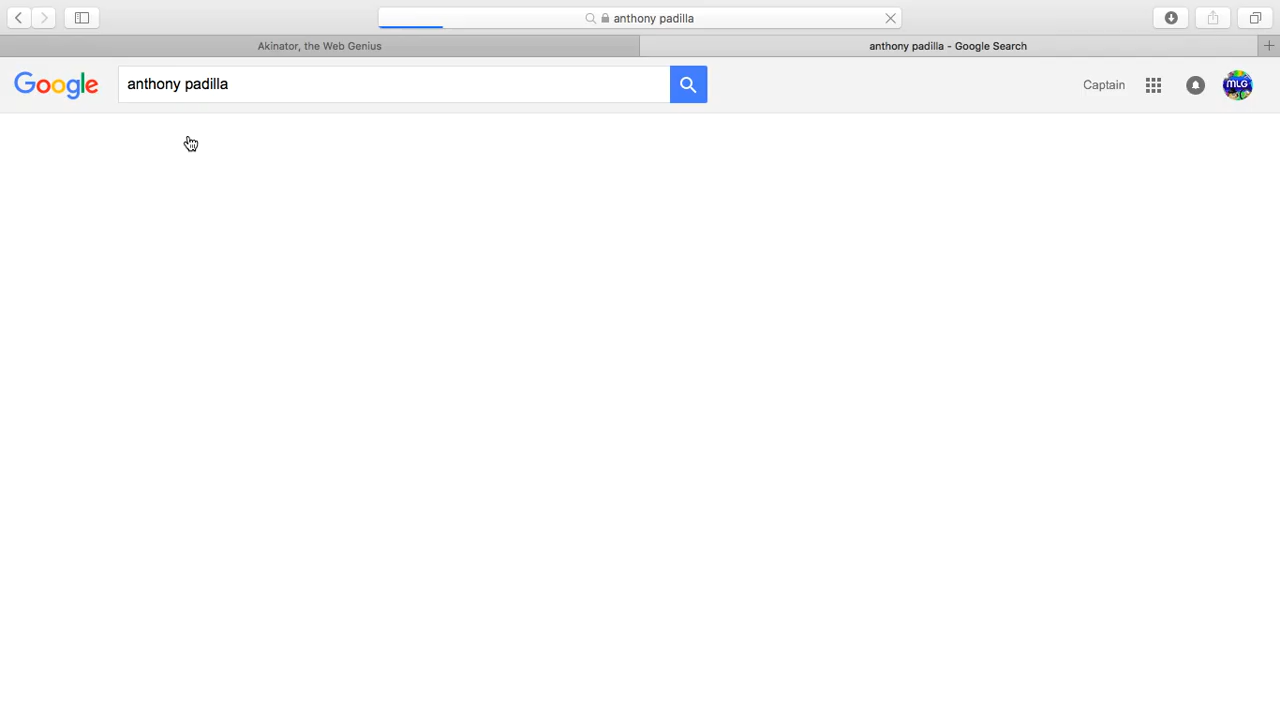 anthony padilla
Akinator, the Web Genius
anthony padilla - Google Search
Google
anthony padilla
Captain
MLG